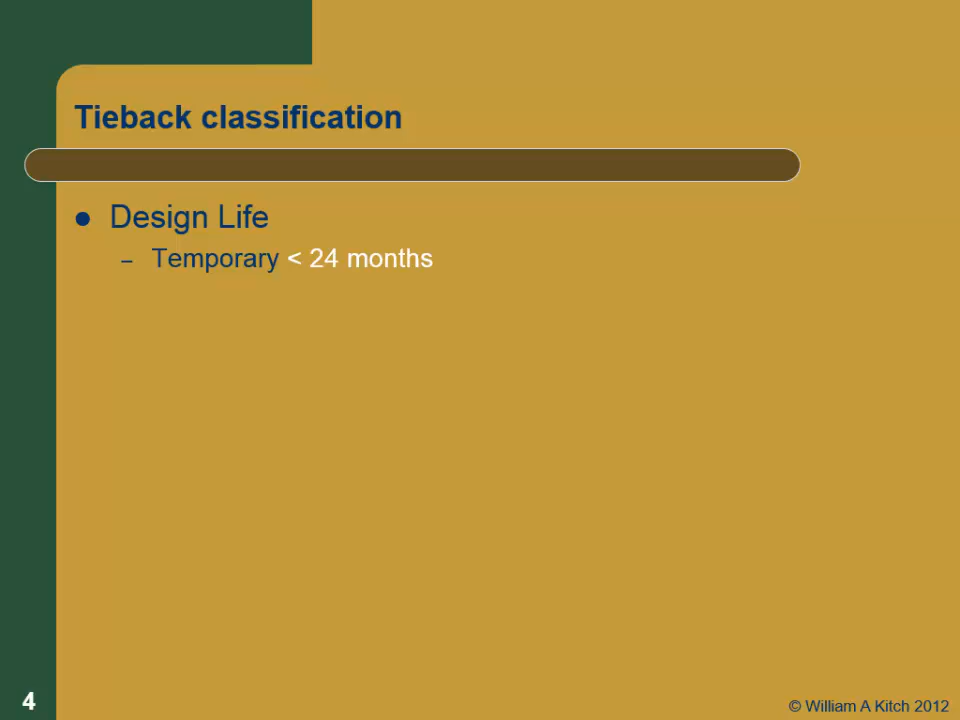 Tieback classification
● Design Life
– Temporary < 24 months
4
© William A Kitch 2012